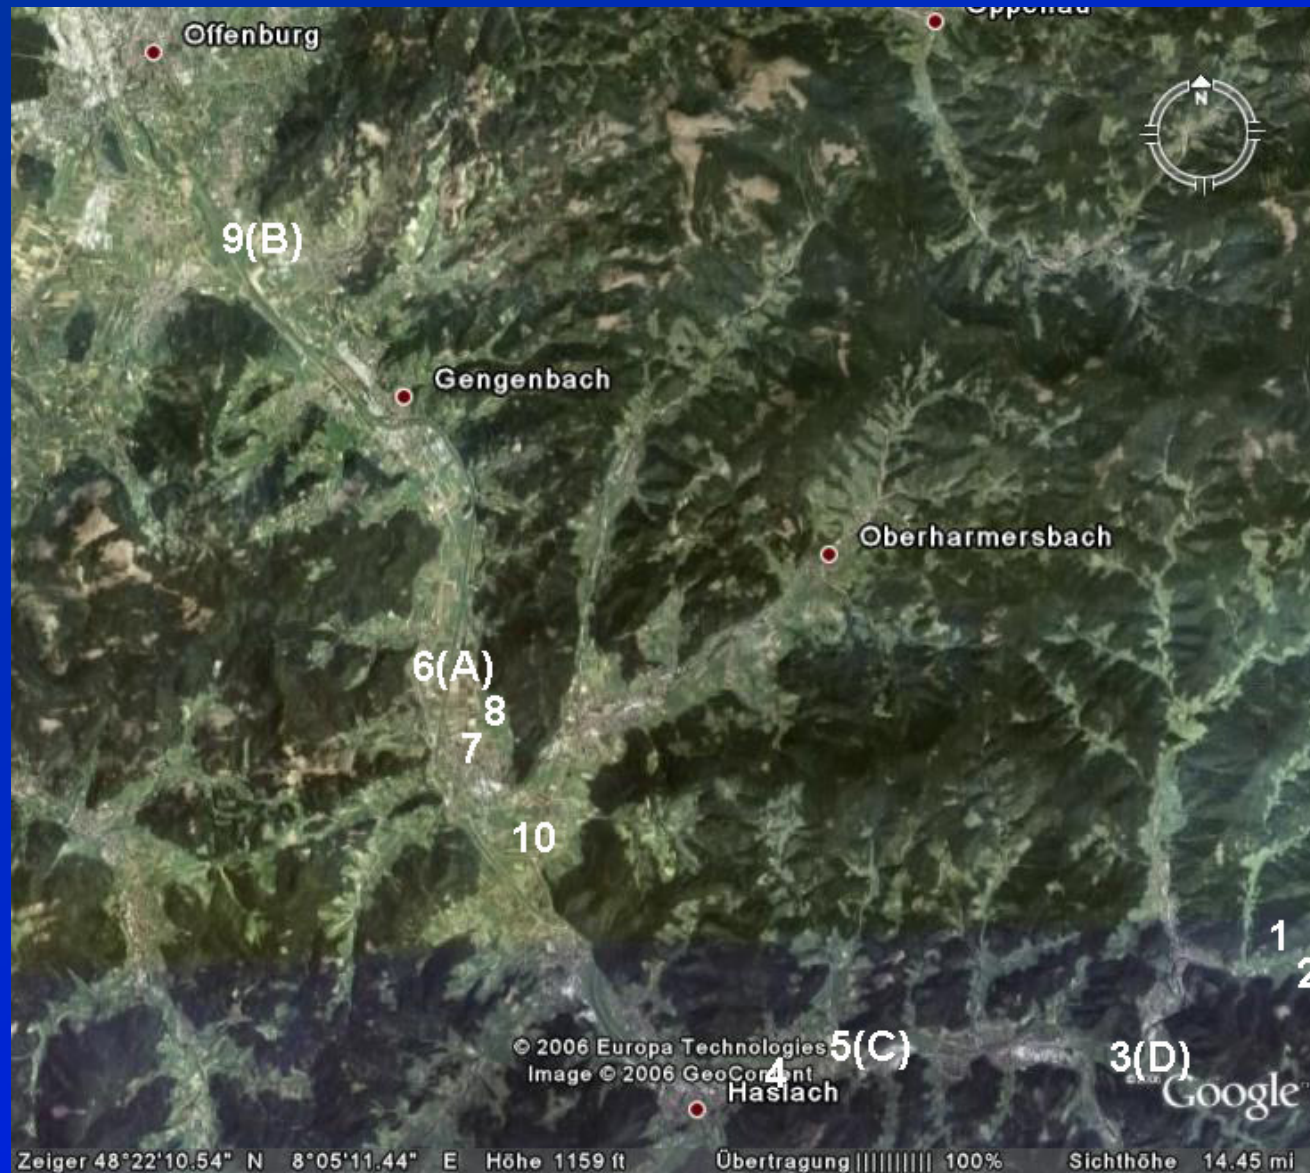 Offenburg
Oppenau
N
9(B)
Gengenbach
Oberharmersbach
6(A)
8
7
10
1
2
© 2006 Europa Technologies
5(C)
Image © 2006 GeoContent
4
3(D)
Haslach
Google
Zeiger 48°22'10.54" N 8°05'11.44" E Höhe 1159 ft Übertragung |||||||||| 100% Sichthöhe 14.45 mi